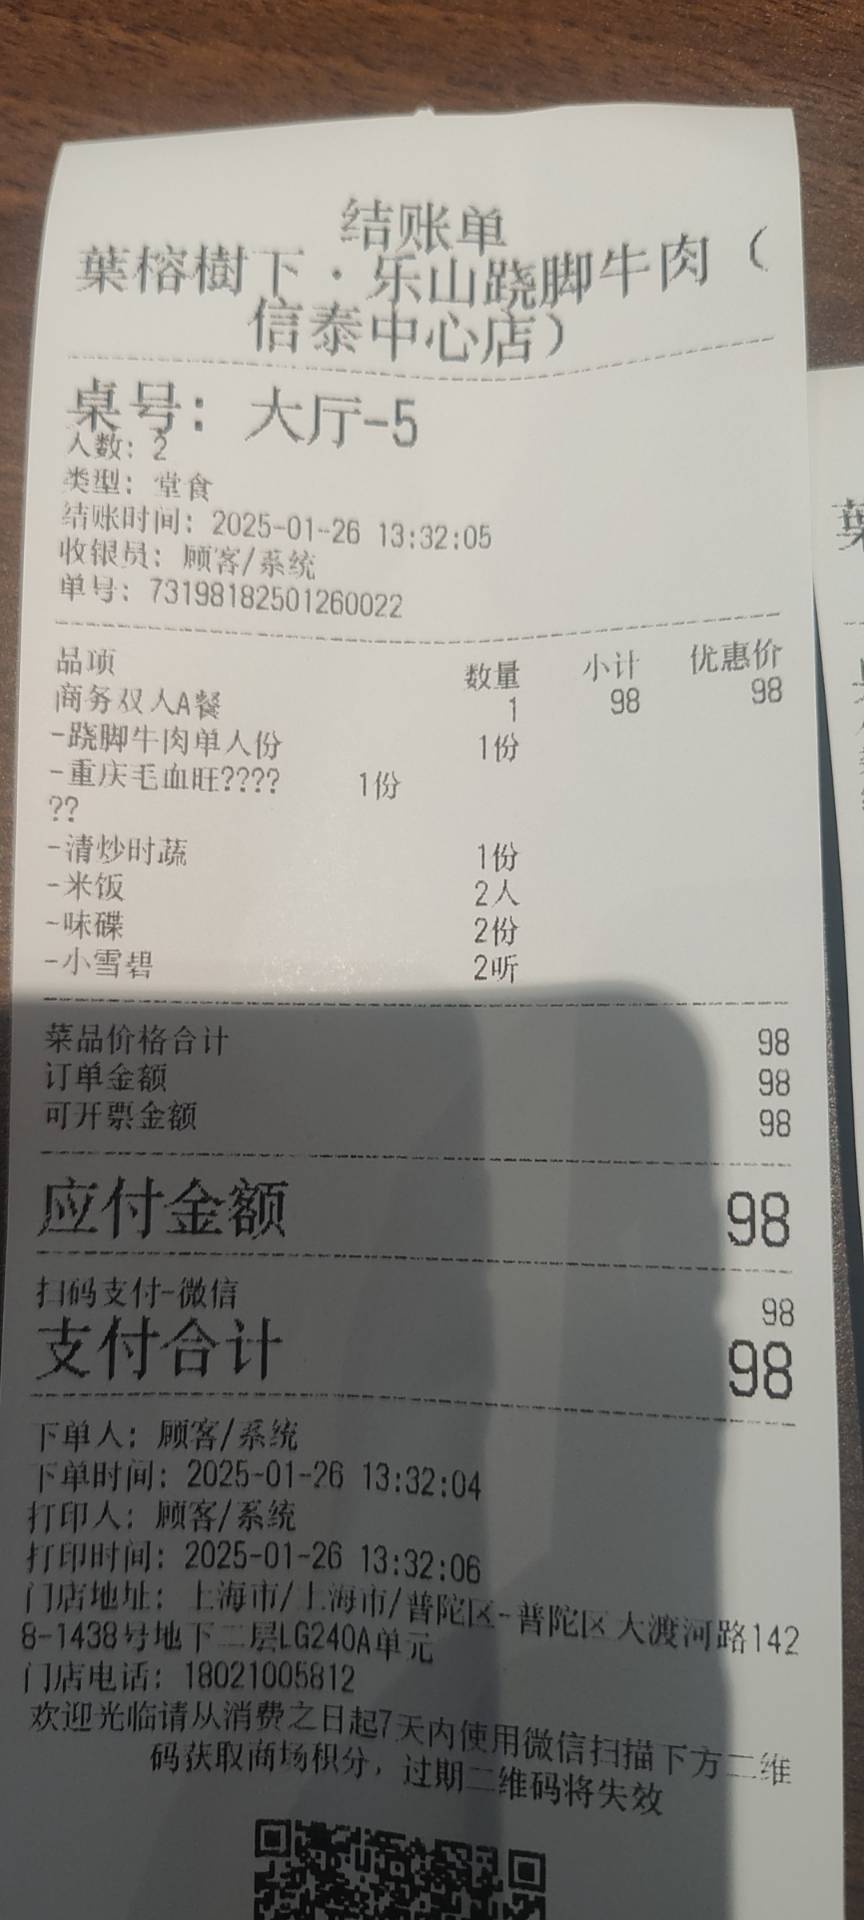 结账单
葉榕樹下·乐山跷脚牛肉（
信泰中心店）
桌号：大厅-5
人数：2
类型：堂食
结账时间：2025-01-26 13:32:05
收银员：顾客/系统
单号：73198182501260022
品项 数量 小计 优惠价
商务双人A餐 1 98 98
-跷脚牛肉单人份 1份
-重庆毛血旺???? 1份
??
-清炒时蔬 1份
-米饭 2人
-味碟 2份
-小雪碧 2听
菜品价格合计 98
订单金额 98
可开票金额 98
应付金额 98
扫码支付-微信 98
支付合计 98
下单人：顾客/系统
下单时间：2025-01-26 13:32:04
打印人：顾客/系统
打印时间：2025-01-26 13:32:06
门店地址：上海市/上海市/普陀区-普陀区大渡河路142
8-1438号地下二层LG240A单元
门店电话：18021005812
欢迎光临请从消费之日起7天内使用微信扫描下方二维
码获取商场积分，过期二维码将失效